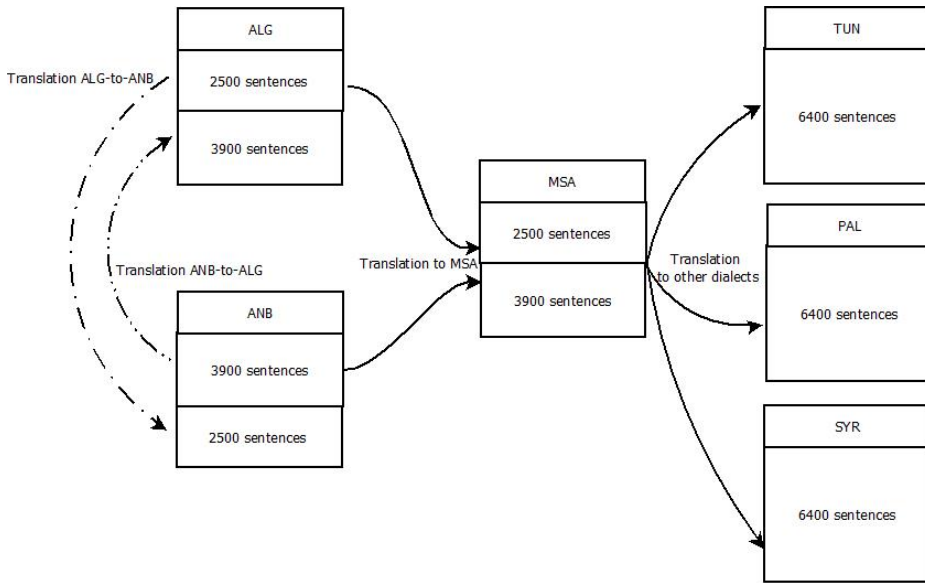 ALG
2500 sentences
3900 sentences
Translation ALG-to-ANB
Translation ANB-to-ALG
ANB
3900 sentences
2500 sentences
Translation to MSA
MSA
2500 sentences
3900 sentences
Translation
to other dialects
TUN
6400 sentences
PAL
6400 sentences
SYR
6400 sentences